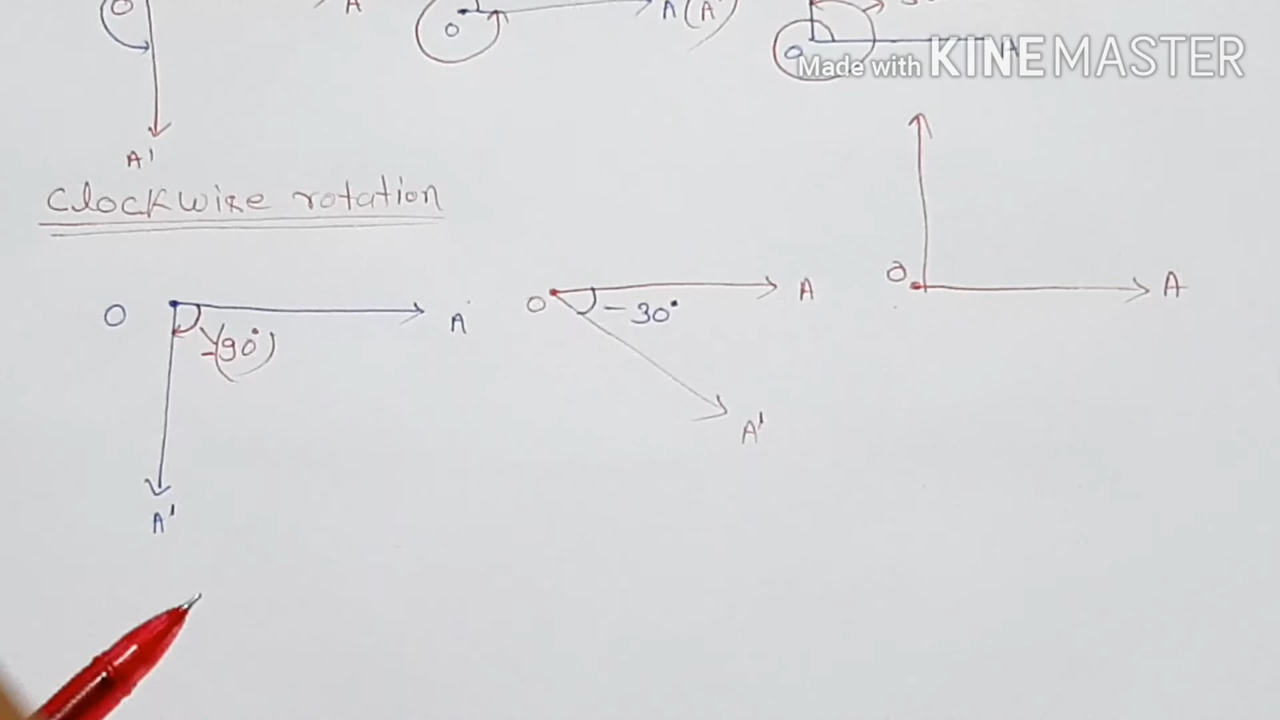 O A
O A (A
O A
Made with KINEMASTER
A'
Clockwise rotation
O A -(90°)
A'
O A -30°
A'
O A